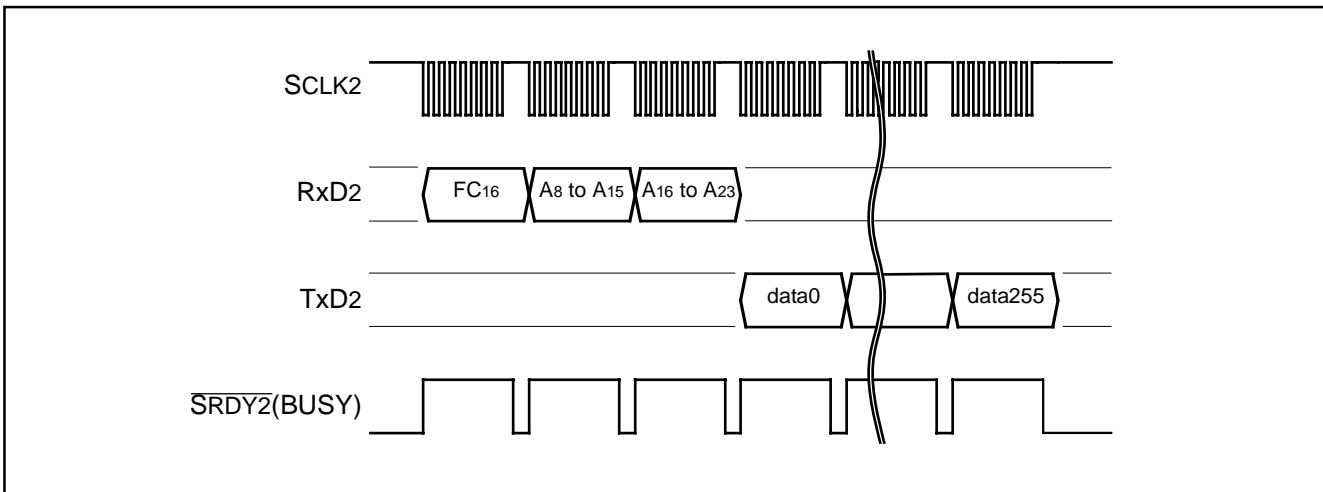 SCLK2
RxD2
FC16
A8 to A15
A16 to A23
TxD2
data0
data255
SRDY2(BUSY)